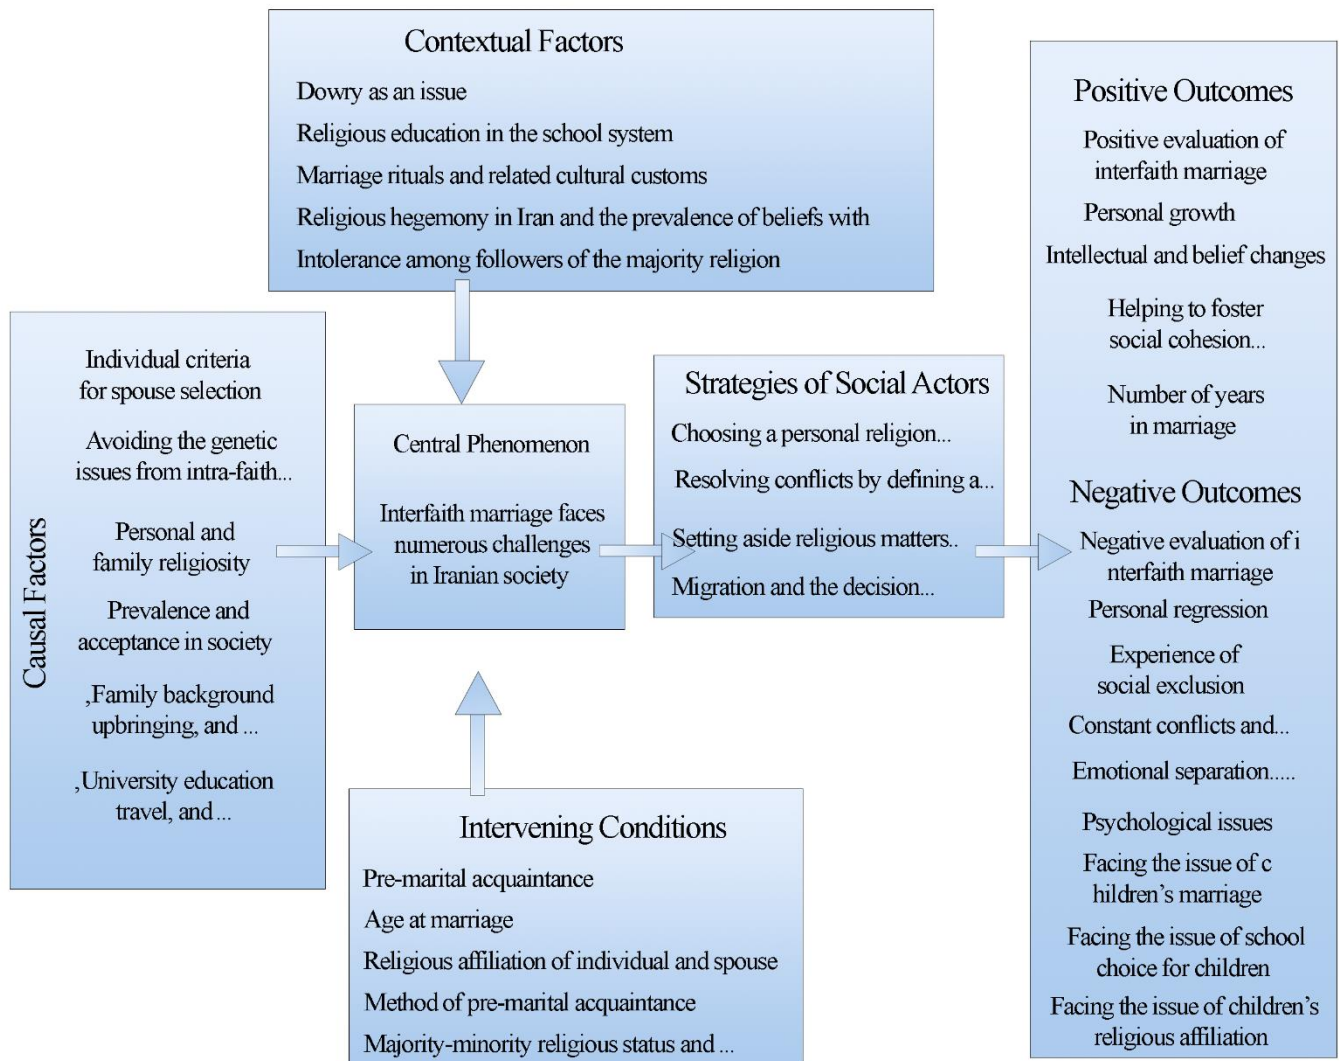 Contextual Factors
Dowry as an issue
Religious education in the school system
Marriage rituals and related cultural customs
Religious hegemony in Iran and the prevalence of beliefs with
Intolerance among followers of the majority religion
Causal Factors
Individual criteria
for spouse selection
Avoiding the genetic
issues from intra-faith...
Personal and
family religiosity
Prevalence and
acceptance in society
,Family background
upbringing, and ...
,University education
travel, and ...
Central Phenomenon
Interfaith marriage faces
numerous challenges
in Iranian society
Intervening Conditions
Pre-marital acquaintance
Age at marriage
Religious affiliation of individual and spouse
Method of pre-marital acquaintance
Majority-minority religious status and ...
Strategies of Social Actors
Choosing a personal religion...
Resolving conflicts by defining a...
Setting aside religious matters..
Migration and the decision...
Positive Outcomes
Positive evaluation of
interfaith marriage
Personal growth
Intellectual and belief changes
Helping to foster
social cohesion...
Number of years
in marriage
Negative Outcomes
Negative evaluation of i
nterfaith marriage
Personal regression
Experience of
social exclusion
Constant conflicts and...
Emotional separation.....
Psychological issues
Facing the issue of c
hildren's marriage
Facing the issue of school
choice for children
Facing the issue of children's
religious affiliation